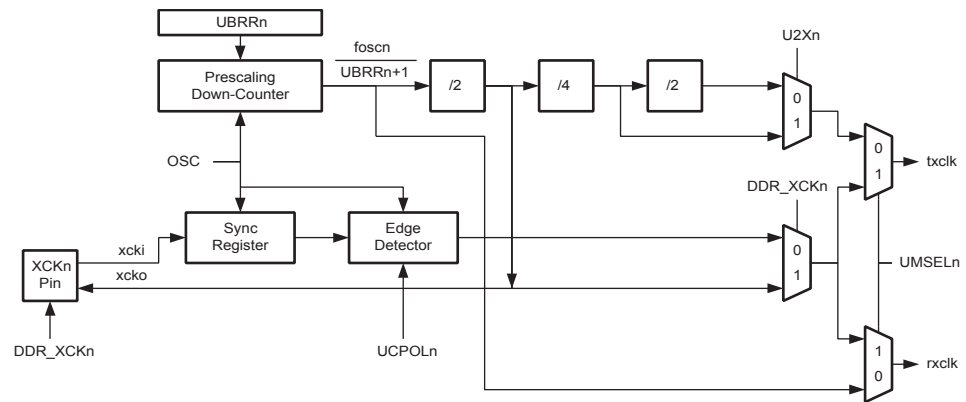 UBRRn
foscn
U2Xn
Prescaling
Down-Counter
UBRRn+1
/2
/4
/2
0
1
OSC
0
1
txclk
DDR_XCKn
Sync
Register
Edge
Detector
xcki
0
1
XCKn
Pin
xcko
UMSELn
DDR_XCKn
UCPOLn
1
0
rxclk